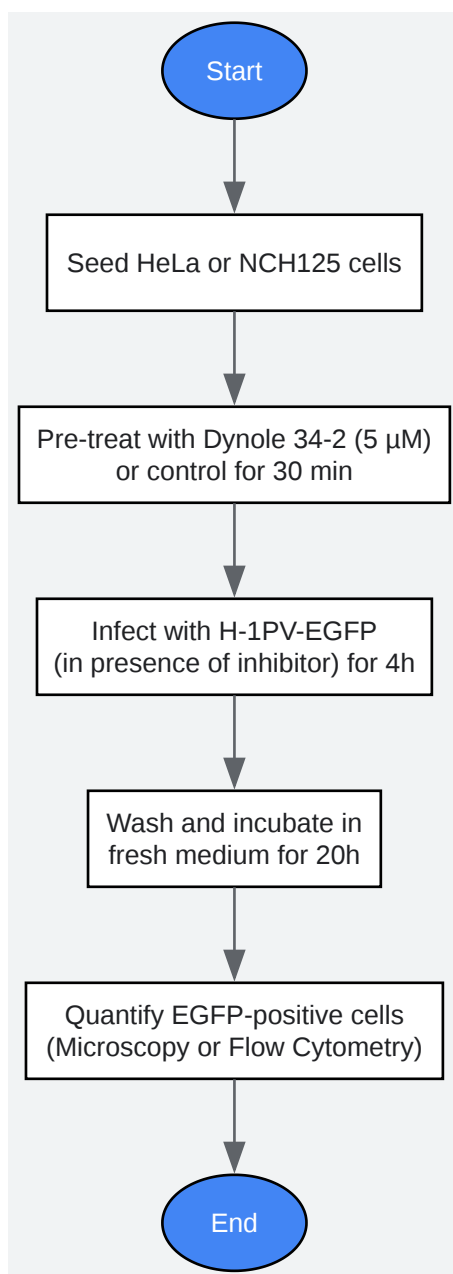 Start
Seed HeLa or NCH125 cells
Pre-treat with Dynole 34-2 (5 µM)
or control for 30 min
Infect with H-1PV-EGFP
(in presence of inhibitor) for 4h
Wash and incubate in
fresh medium for 20h
Quantify EGFP-positive cells
(Microscopy or Flow Cytometry)
End